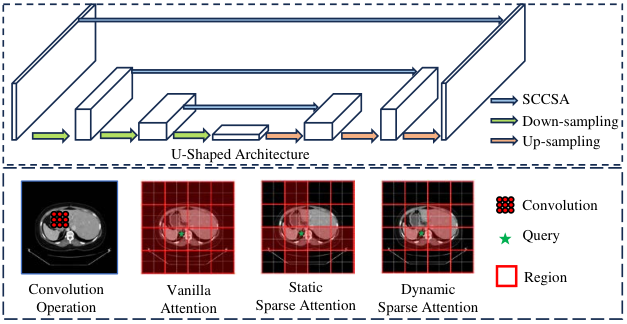 SCCSA
Down-sampling
Up-sampling
U-Shaped Architecture
Convolution
Operation
Vanilla
Attention
Static
Sparse Attention
Dynamic
Sparse Attention
Convolution
Query
Region